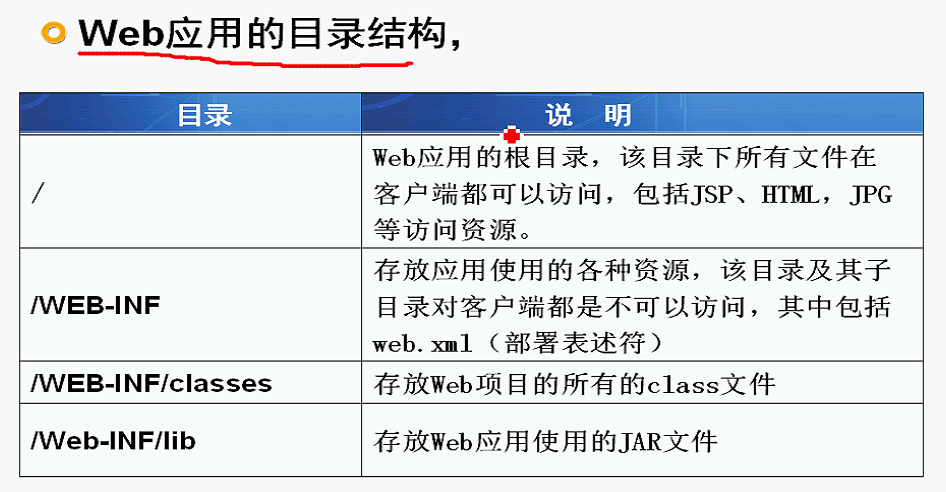 Web应用的目录结构，
目录
说 明
/
Web应用的根目录，该目录下所有文件在
客户端都可以访问，包括JSP、HTML，JPG
等访问资源。
/WEB-INF
存放应用使用的各种资源，该目录及其子
目录对客户端都是不可以访问，其中包括
web.xml（部署表述符）
/WEB-INF/classes
存放Web项目的所有的class文件
/Web-INF/lib
存放Web应用使用的JAR文件